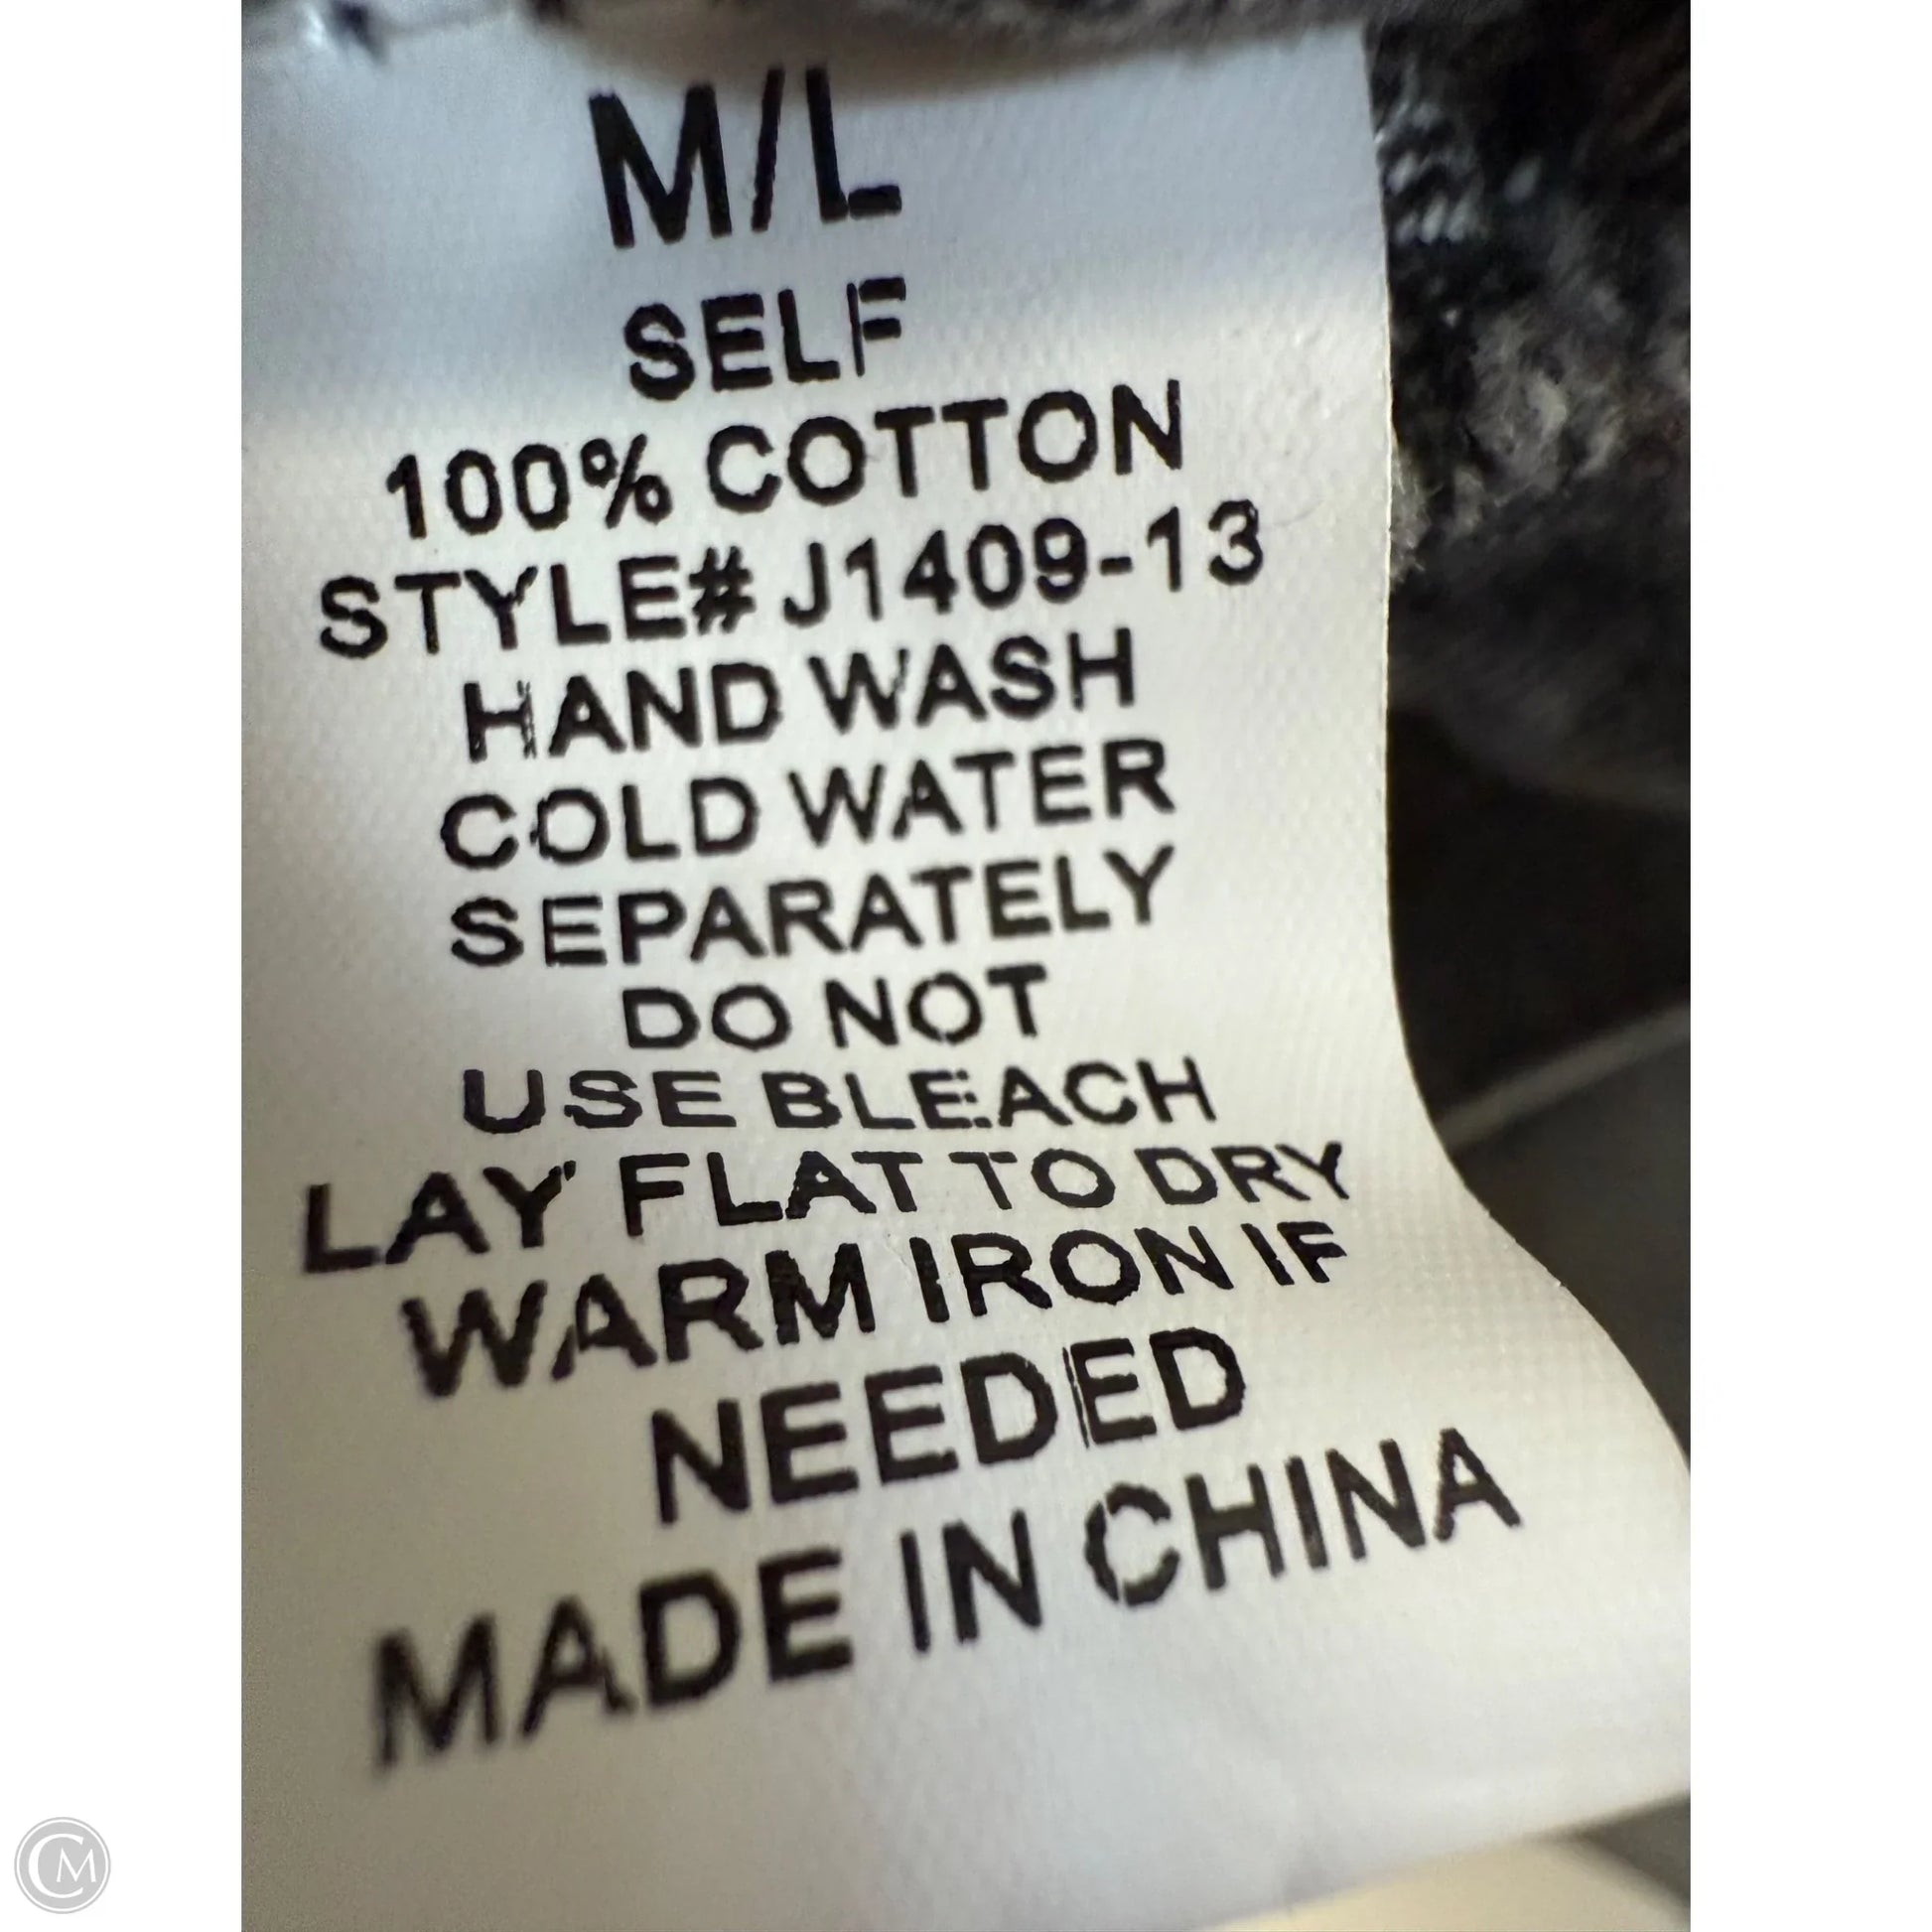 M/L
SELF
100% COTTON
STYLE# J1409-13
HAND WASH
COLD WATER
SEPARATELY
DO NOT
USE BLEACH
LAY FLAT TO DRY
WARM IRON IF
NEEDED
MADE IN CHINA
CM